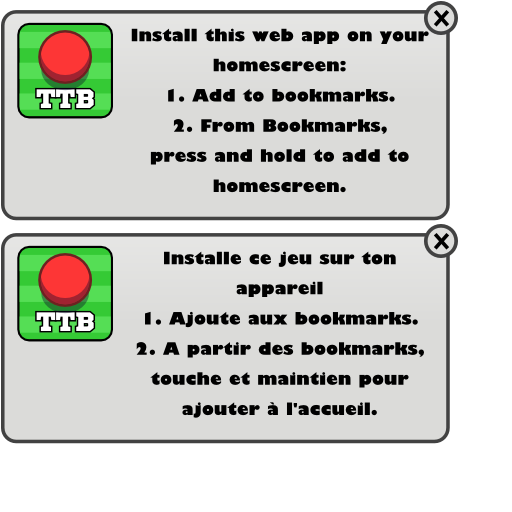 Install this web app on your
homescreen:
1. Add to bookmarks.
2. From Bookmarks,
press and hold to add to
homescreen.
TTB
Installe ce jeu sur ton
appareil
1. Ajoute aux bookmarks.
2. A partir des bookmarks,
touche et maintien pour
ajouter à l'accueil.
TTB